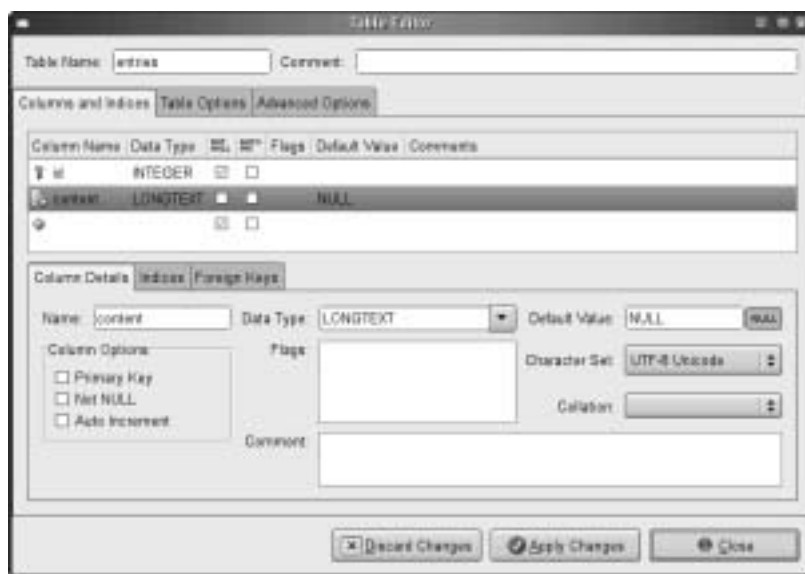 Table Editor
Table Name: entries Comment:
Columns and Indices Table Options Advanced Options
Column Name Data Type Flags Default Value Comments
id INTEGER
content LONGTEXT NULL
Column Details Indices Foreign Keys
Name: content Data Type: LONGTEXT Default Value: NULL NULL
Column Options Flags: Character Set: UTF-8 Unicode
Primary Key
Not NULL Collation:
Auto Increment
Comment:
Discard Changes Apply Changes Close